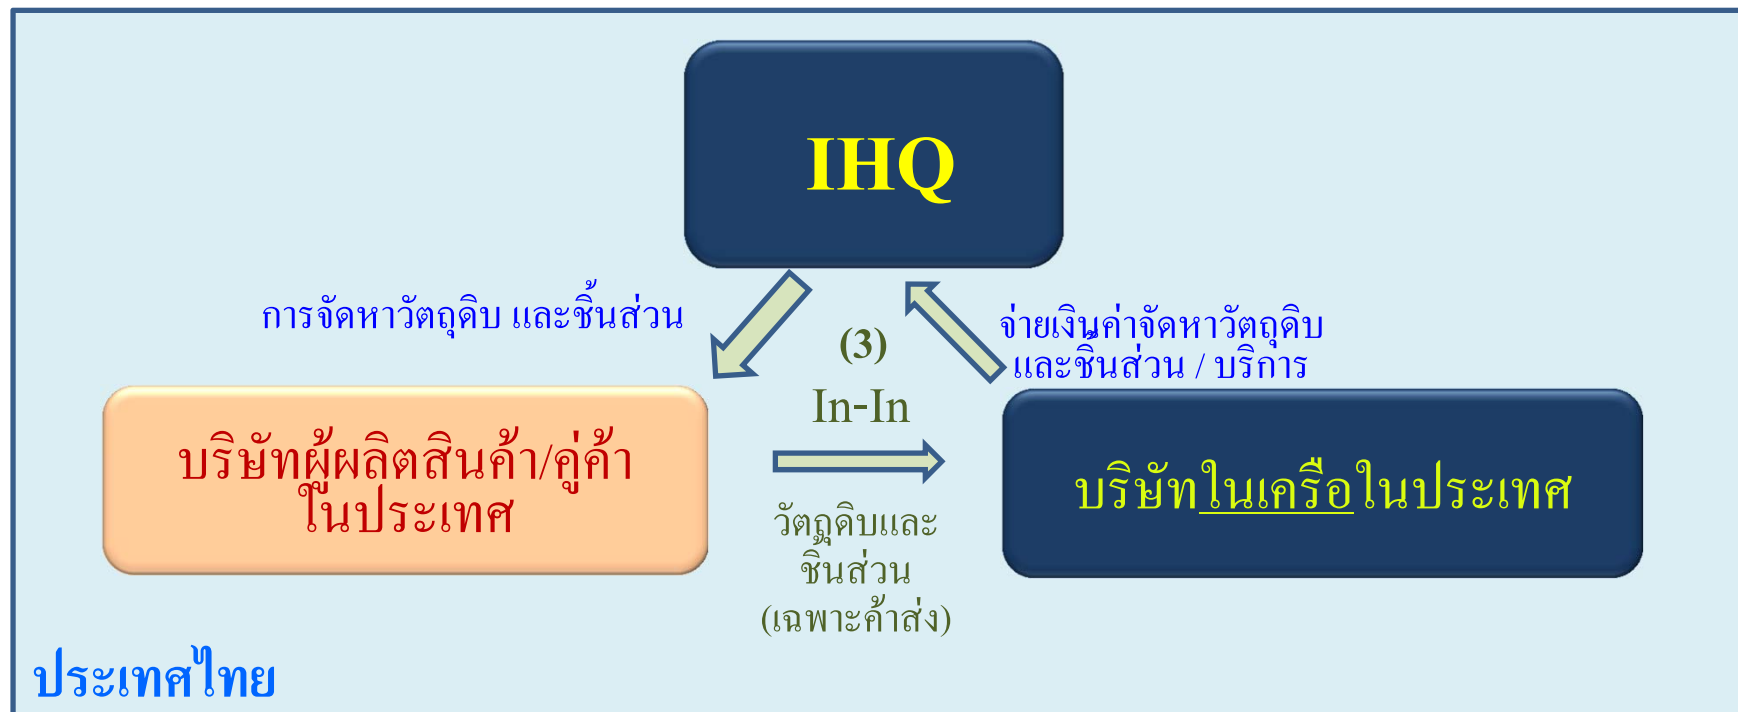 IHQ
การจัดหาวัตถุดิบ และชิ้นส่วน
(3)
In-In
จ่ายเงินค่าจัดหาวัตถุดิบ
และชิ้นส่วน / บริการ
บริษัทผู้ผลิตสินค้า/คู่ค้า
ในประเทศ
วัตถุดิบและ
ชิ้นส่วน
(เฉพาะค้าส่ง)
บริษัทในเครือในประเทศ
ประเทศไทย